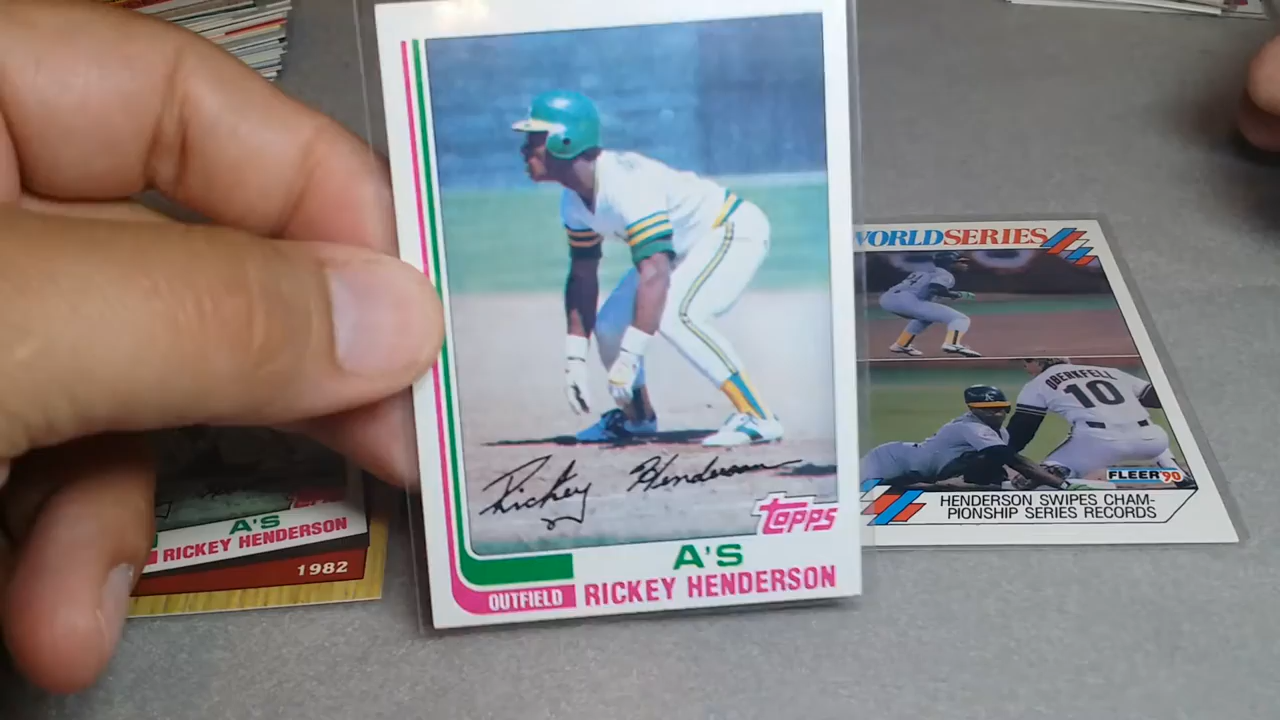 Rickey Henderson
TOPPS
A'S
OUTFIELD RICKEY HENDERSON
WORLD SERIES
OBERKFELL
10
FLEER '90
HENDERSON SWIPES CHAM-
PIONSHIP SERIES RECORDS
A'S
RICKEY HENDERSON
1982